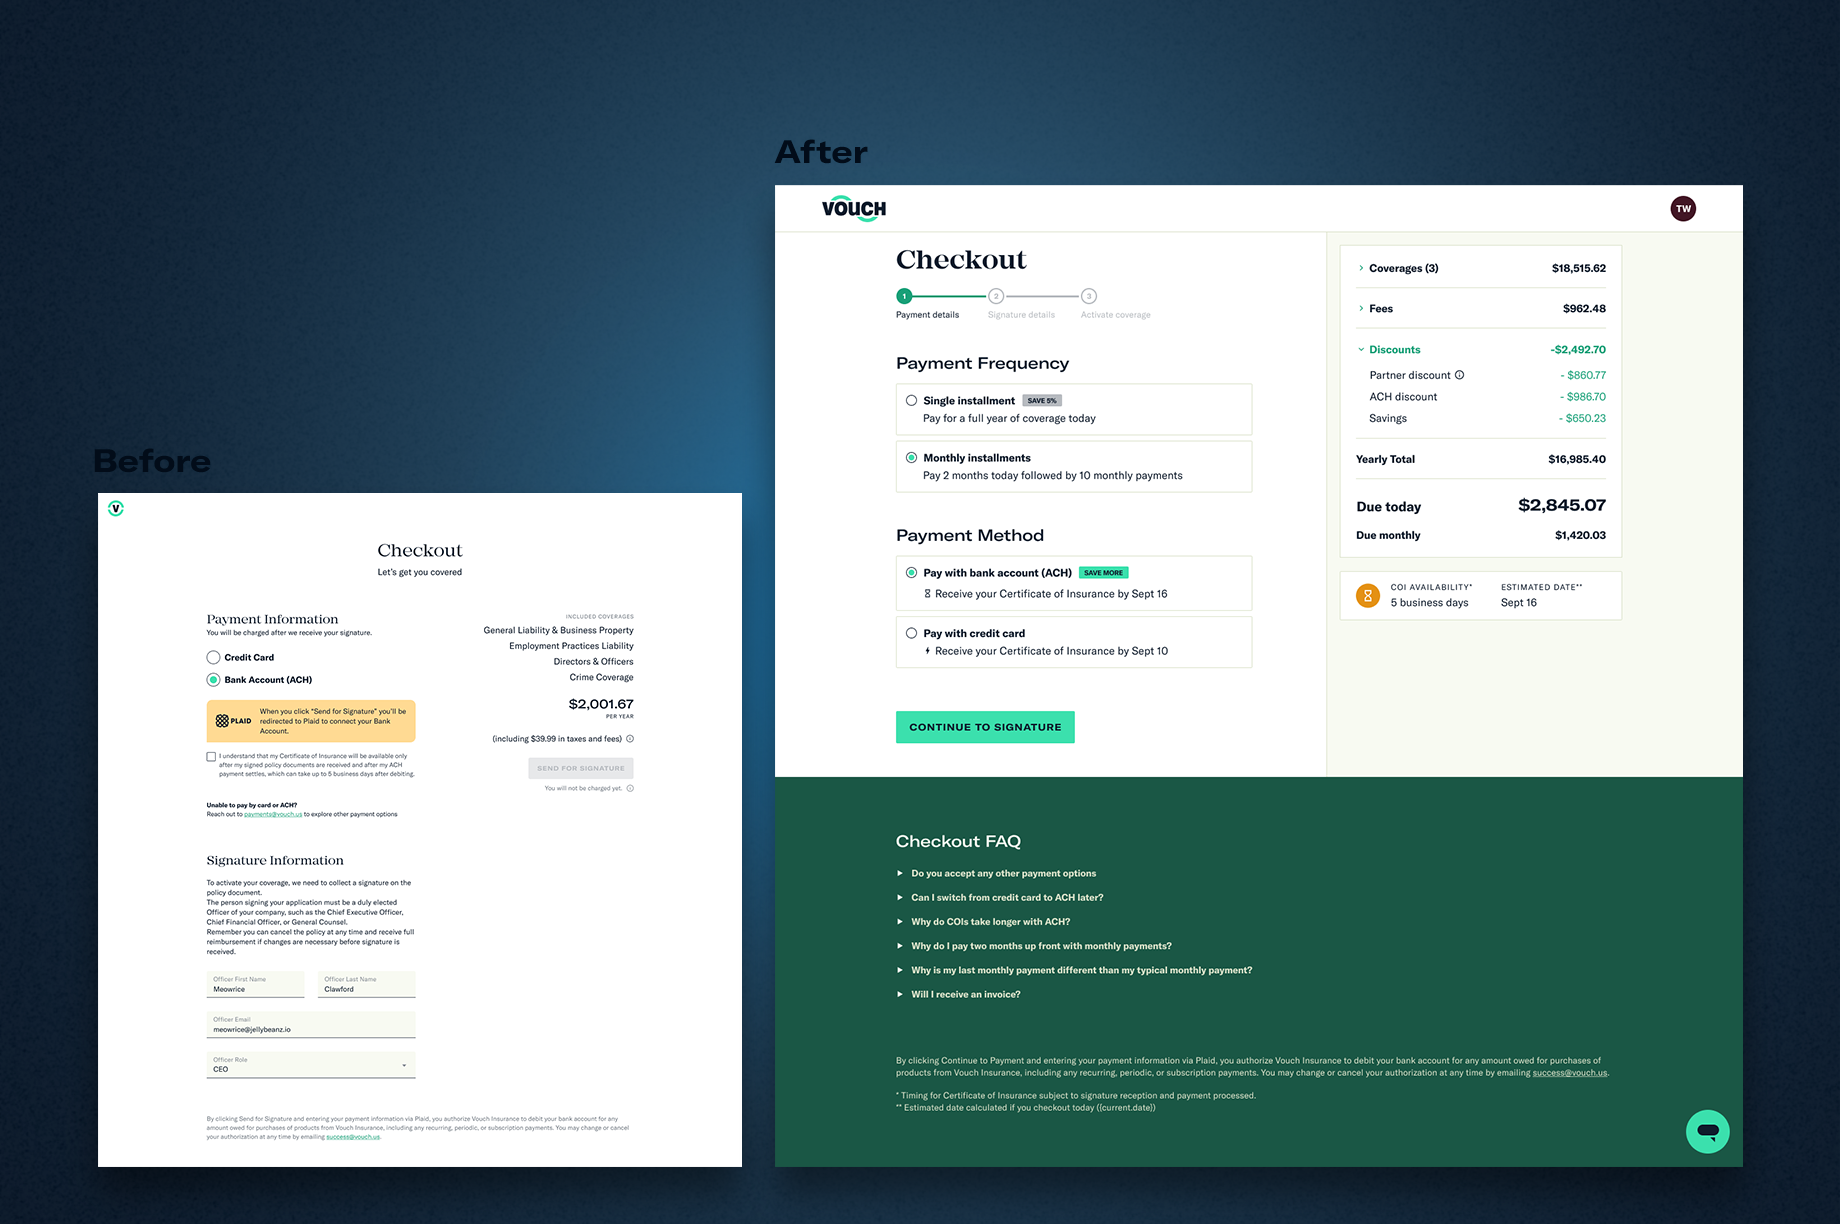 Before
V
Checkout
Let's get you covered
Payment Information
You will be charged after we receive your signature.
Credit Card
Bank Account (ACH)
PLAID
When you click "Send for Signature" you'll be
redirected to Plaid to connect your Bank
Account.
I understand that my Certificate of Insurance will be available only
after my signed policy documents are received and after my ACH
payment settles, which can take up to 5 business days after debiting.
Unable to pay by card or ACH?
Reach out to payments@vouch.us to explore other payment options
INCLUDED COVERAGES
General Liability & Business Property
Employment Practices Liability
Directors & Officers
Crime Coverage
$2,001.67
PER YEAR
(including $39.99 in taxes and fees)
SEND FOR SIGNATURE
You will not be charged yet.
Signature Information
To activate your coverage, we need to collect a signature on the
policy document.
The person signing your application must be a duly elected
Officer of your company, such as the Chief Executive Officer,
Chief Financial Officer, or General Counsel.
Remember you can cancel the policy at any time and receive full
reimbursement if changes are necessary before signature is
received.
Officer First Name
Meowrice
Officer Last Name
Clawford
Officer Email
meowrice@jellybeanz.io
Officer Role
CEO
By clicking Send for Signature and entering your payment information via Plaid, you authorize Vouch Insurance to debit your bank account for any
amount owed for purchases of products from Vouch Insurance, including any recurring, periodic, or subscription payments. You may change or cancel
your authorization at any time by emailing success@vouch.us.
After
VOUCH
TW
Checkout
1 2 3
Payment details Signature details Activate coverage
Payment Frequency
Single installment SAVE 5%
Pay for a full year of coverage today
Monthly installments
Pay 2 months today followed by 10 monthly payments
Payment Method
Pay with bank account (ACH) SAVE MORE
Receive your Certificate of Insurance by Sept 16
Pay with credit card
Receive your Certificate of Insurance by Sept 10
CONTINUE TO SIGNATURE
Coverages (3) $18,515.62
Fees $962.48
Discounts -$2,492.70
Partner discount - $860.77
ACH discount - $986.70
Savings - $650.23
Yearly Total $16,985.40
Due today $2,845.07
Due monthly $1,420.03
COI AVAILABILITY* ESTIMATED DATE**
5 business days Sept 16
Checkout FAQ
Do you accept any other payment options
Can I switch from credit card to ACH later?
Why do COIs take longer with ACH?
Why do I pay two months up front with monthly payments?
Why is my last monthly payment different than my typical monthly payment?
Will I receive an invoice?
By clicking Continue to Payment and entering your payment information via Plaid, you authorize Vouch Insurance to debit your bank account for any amount owed for purchases of
products from Vouch Insurance, including any recurring, periodic, or subscription payments. You may change or cancel your authorization at any time by emailing success@vouch.us.
* Timing for Certificate of Insurance subject to signature reception and payment processed.
** Estimated date calculated if you checkout today ({current.date})